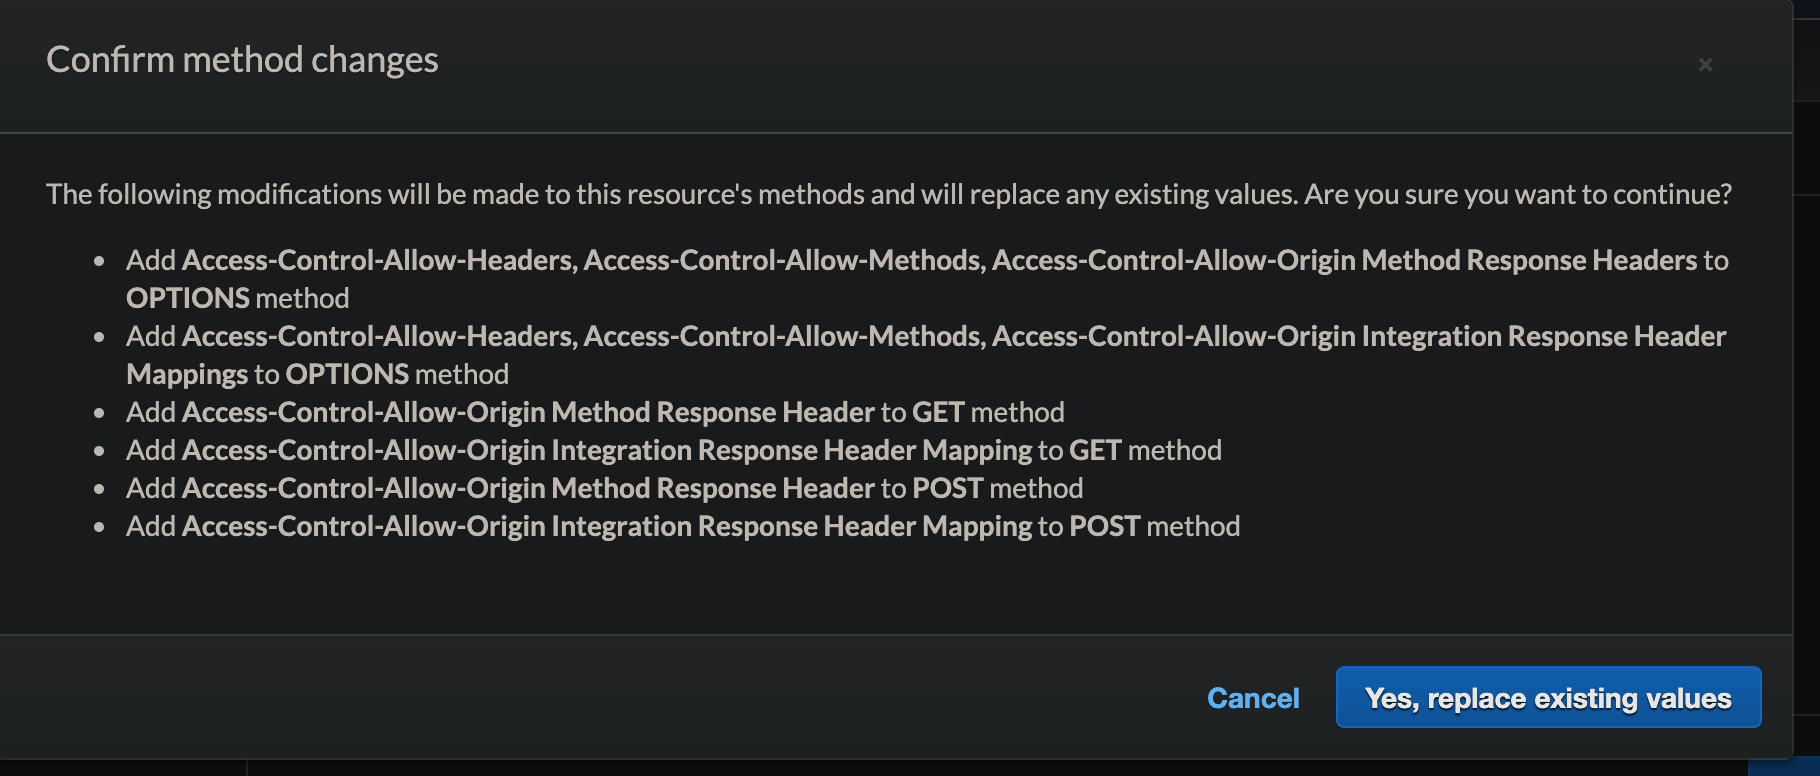 Confirm method changes
×
The following modifications will be made to this resource's methods and will replace any existing values. Are you sure you want to continue?
• Add Access-Control-Allow-Headers, Access-Control-Allow-Methods, Access-Control-Allow-Origin Method Response Headers to
OPTIONS method
• Add Access-Control-Allow-Headers, Access-Control-Allow-Methods, Access-Control-Allow-Origin Integration Response Header
Mappings to OPTIONS method
• Add Access-Control-Allow-Origin Method Response Header to GET method
• Add Access-Control-Allow-Origin Integration Response Header Mapping to GET method
• Add Access-Control-Allow-Origin Method Response Header to POST method
• Add Access-Control-Allow-Origin Integration Response Header Mapping to POST method
Cancel
Yes, replace existing values